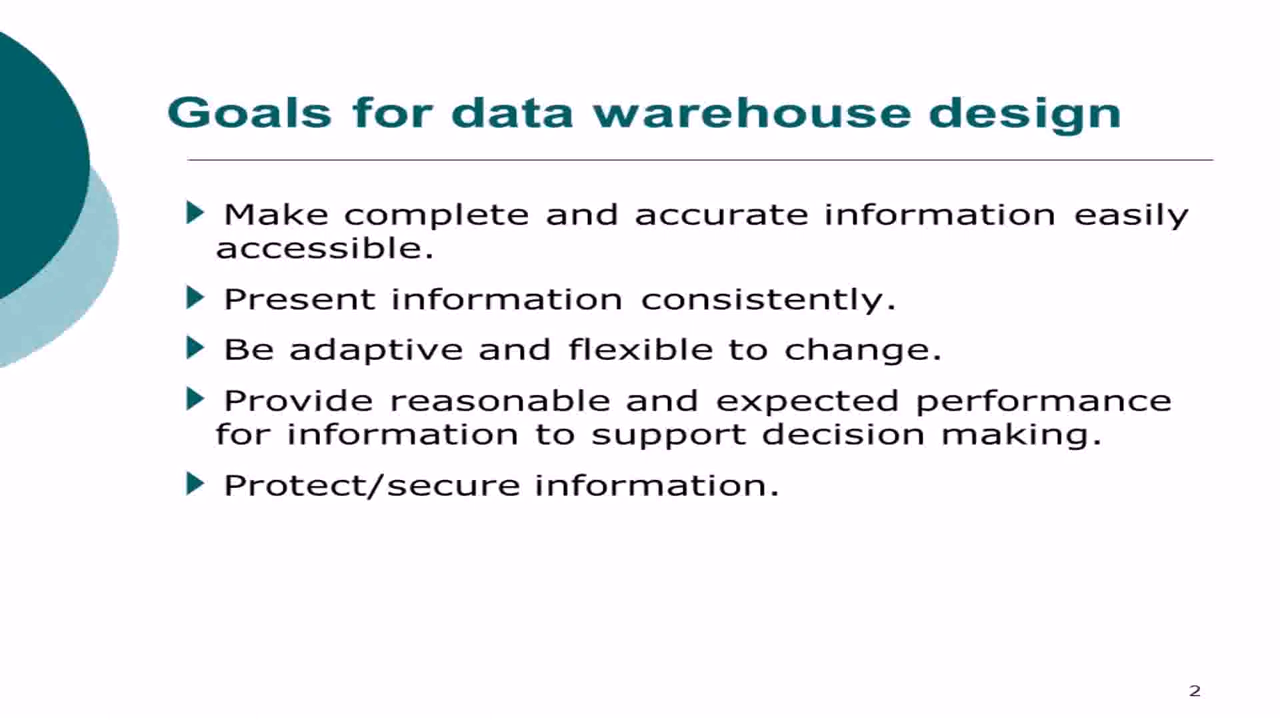 Goals for data warehouse design
Make complete and accurate information easily
accessible.
Present information consistently.
Be adaptive and flexible to change.
Provide reasonable and expected performance
for information to support decision making.
Protect/secure information.
2